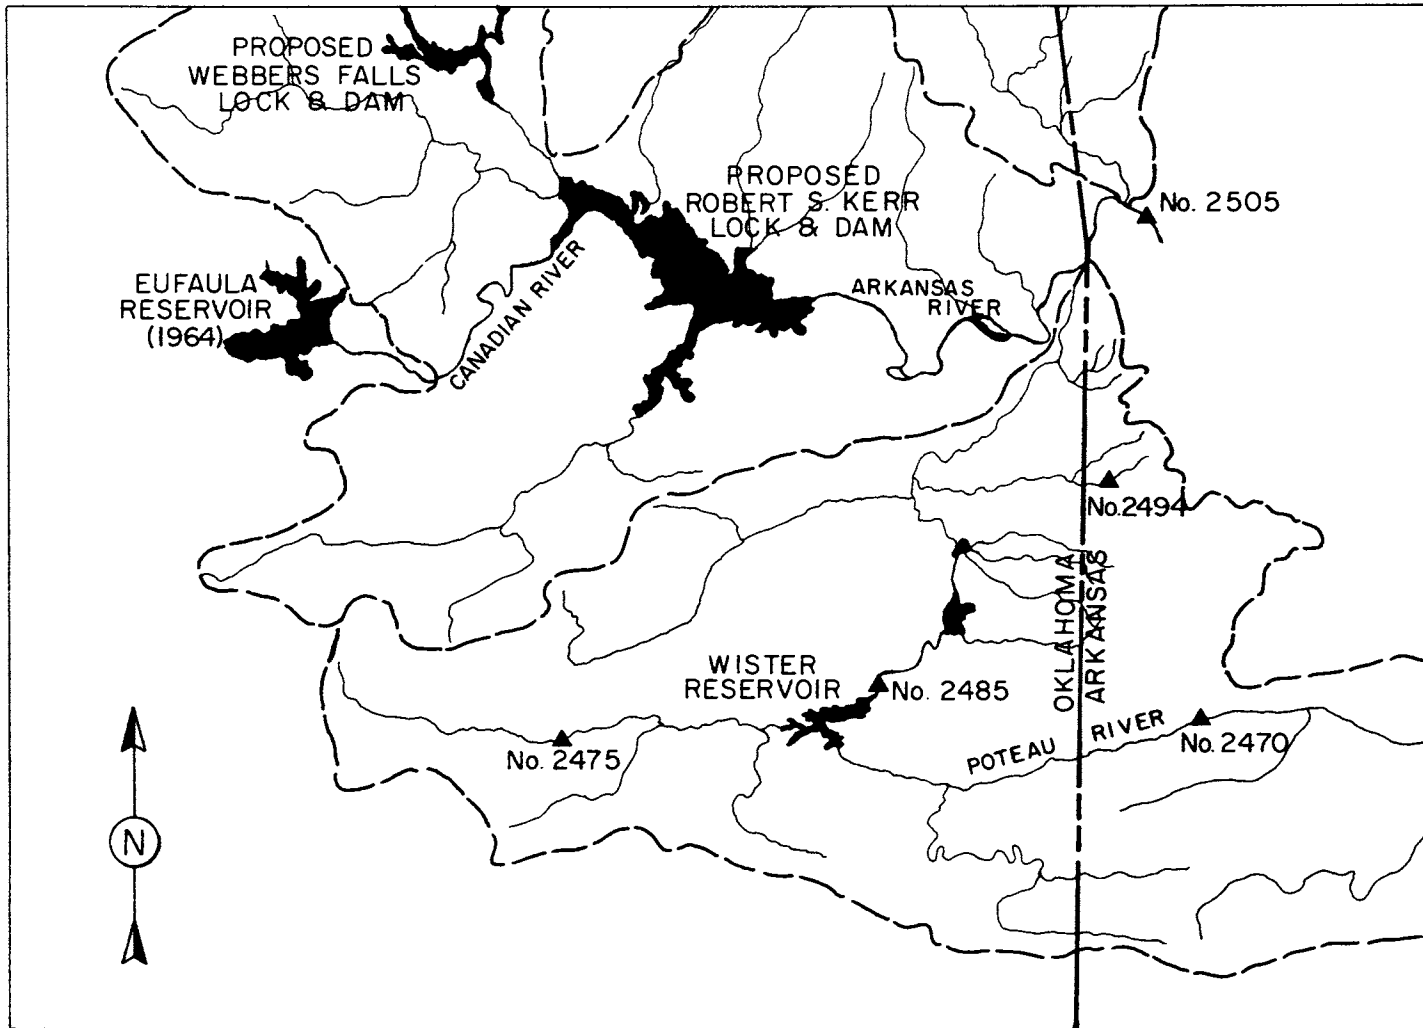 PROPOSED
WEBBERS FALLS
LOCK & DAM
PROPOSED
ROBERT S. KERR
LOCK & DAM
No. 2505
EUFAULA
RESERVOIR
(1964)
CANADIAN RIVER
ARKANSAS
RIVER
No. 2494
OKLAHOMA
ARKANSAS
WISTER
RESERVOIR
No. 2485
POTEAU RIVER
No. 2470
No. 2475
N